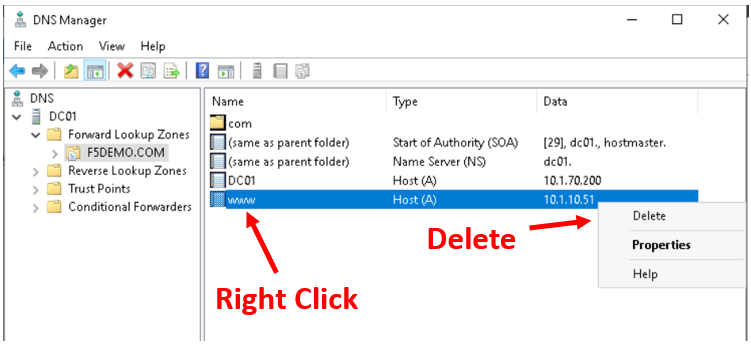 DNS Manager
File Action View Help
DNS
DC01
Forward Lookup Zones
F5DEMO.COM
Reverse Lookup Zones
Trust Points
Conditional Forwarders
Name Type Data
com
(same as parent folder) Start of Authority (SOA) [29], dc01., hostmaster.
(same as parent folder) Name Server (NS) dc01.
DC01 Host (A) 10.1.70.200
www Host (A) 10.1.10.51
Delete
Properties
Help
Delete
Right Click